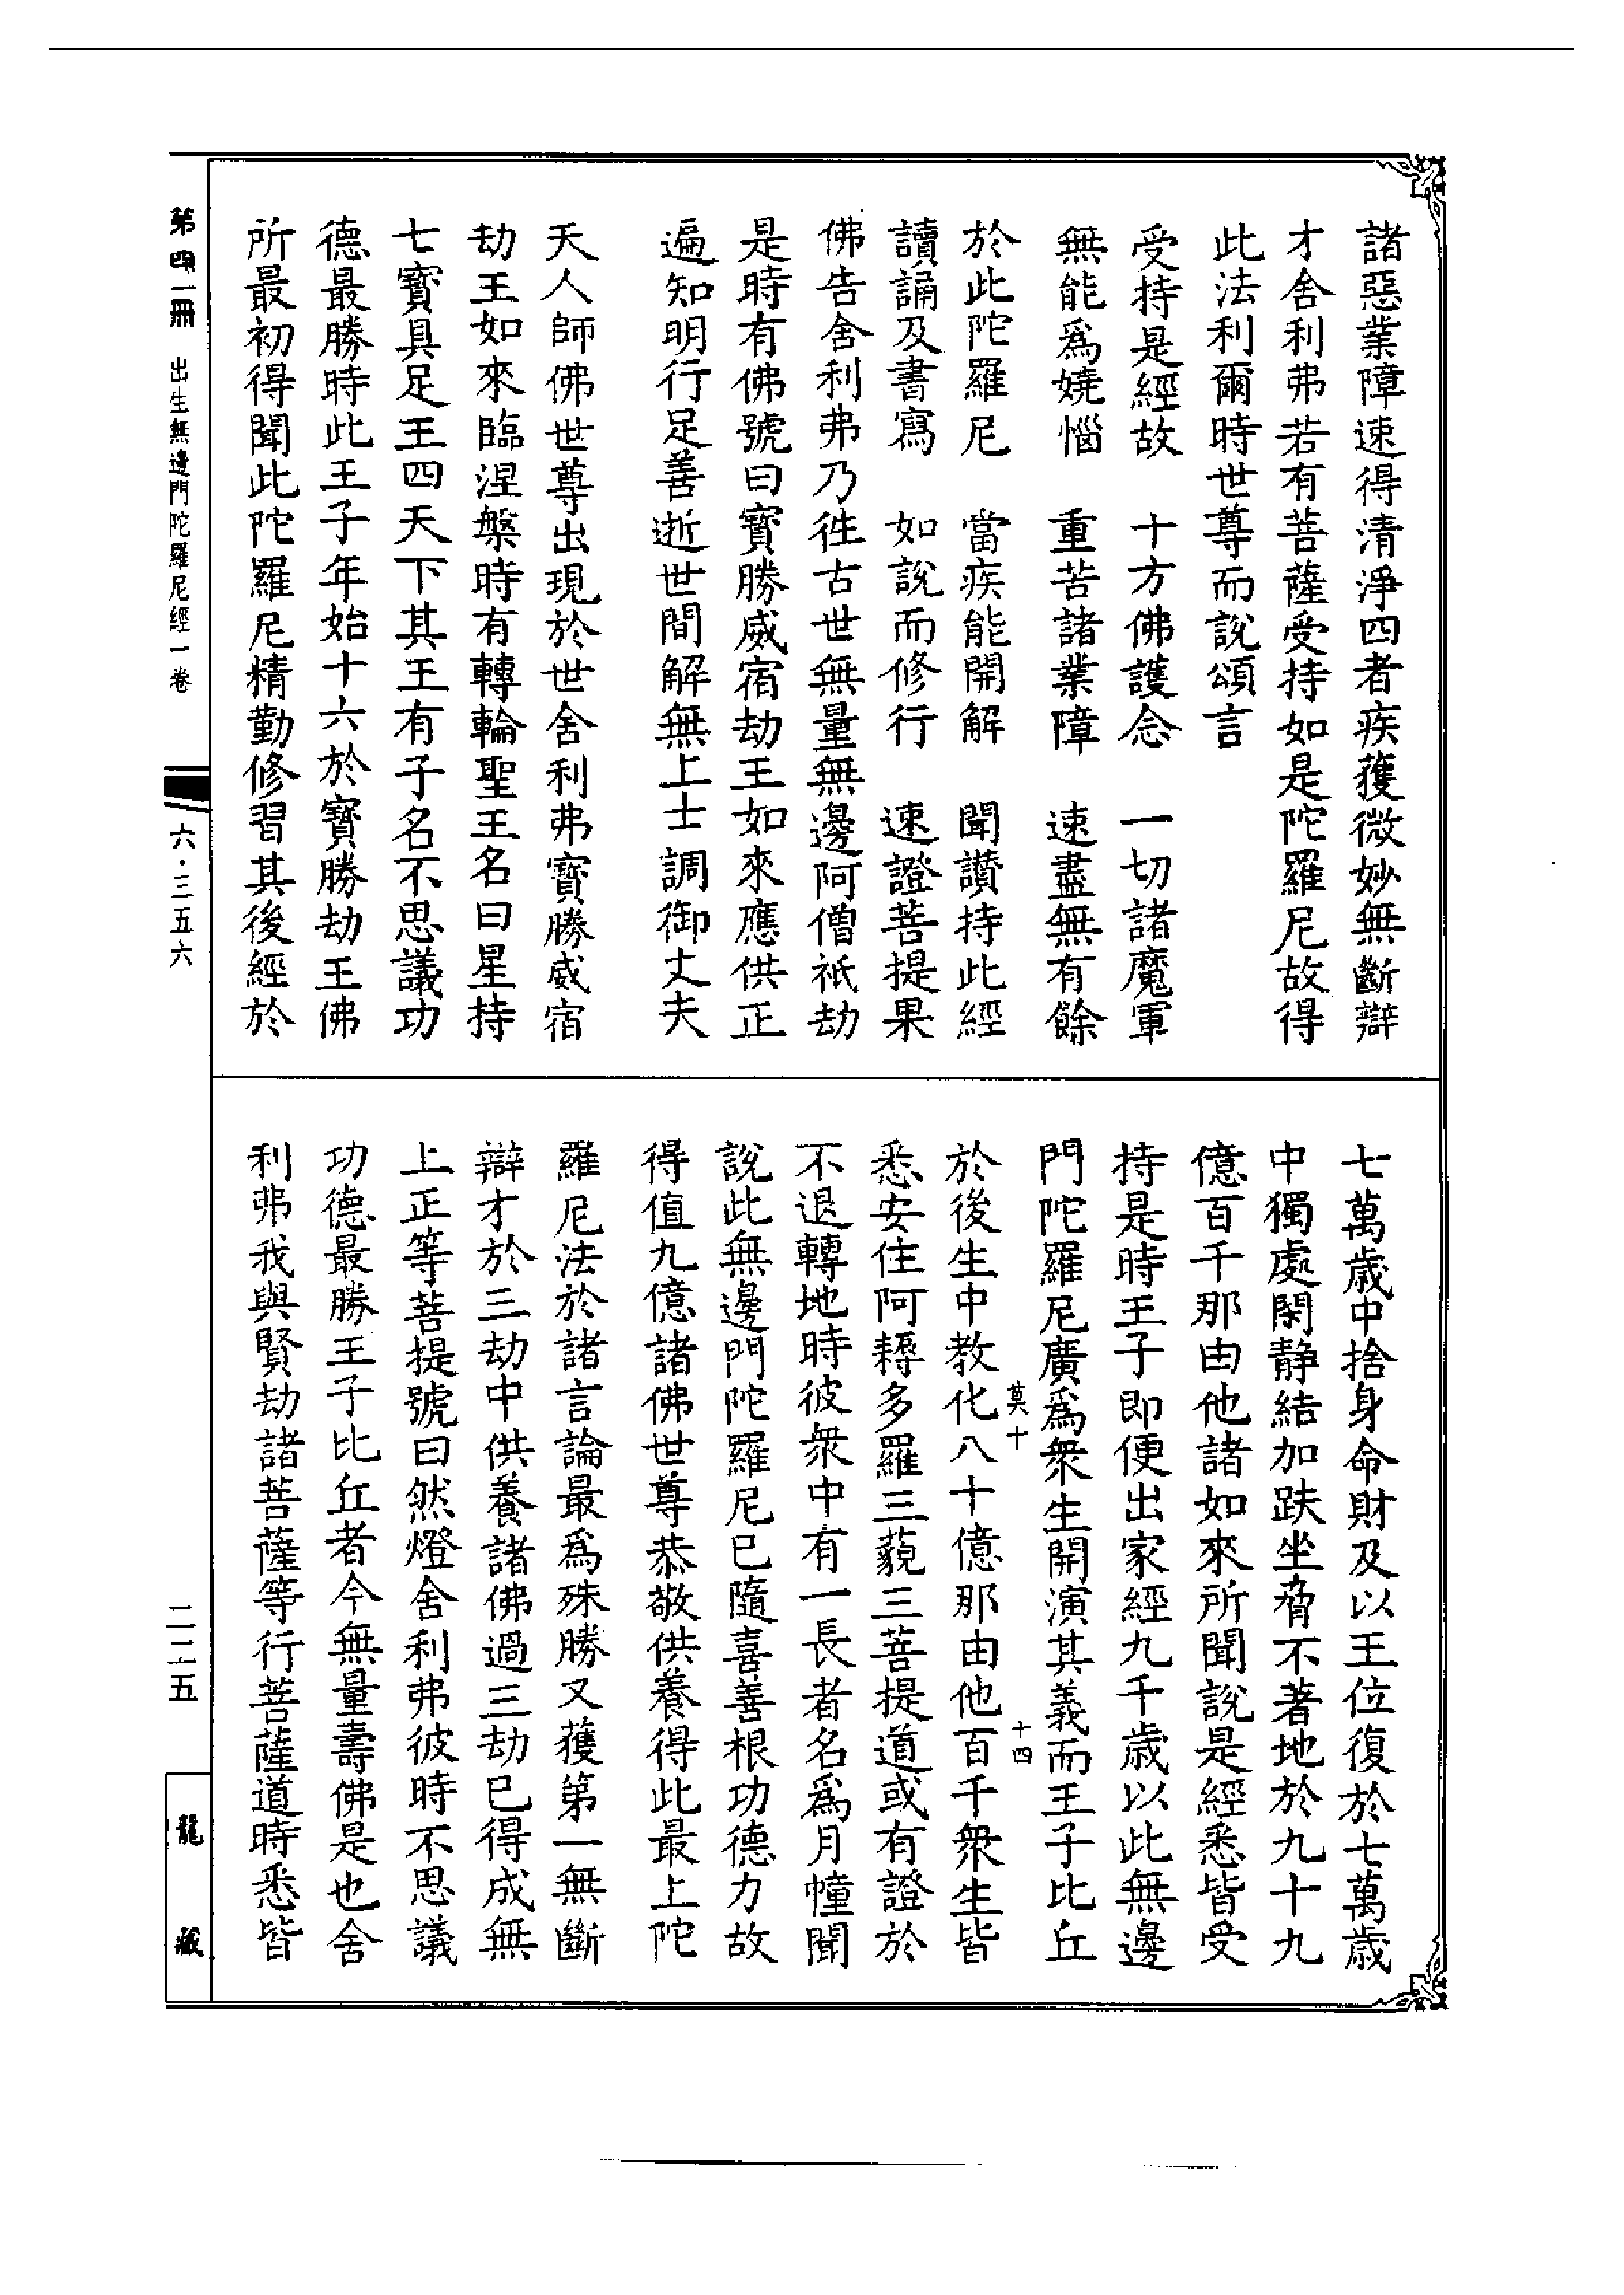 諸惡業障速得清淨四者疾獲微妙無斷辯
才舍利弗若有菩薩受持如是陀羅尼故得
此法利爾時世尊而說頌言
受持是經故　十方佛護念　一切諸魔軍
無能爲嬈惱　重苦諸業障　速盡無有餘
於此陀羅尼　當疾能開解　聞讚持此經
讀誦及書寫　如說而修行　速證菩提果
佛告舍利弗乃徃古世無量無邊阿僧祇劫
是時有佛號曰寶勝威宿劫王如來應供正
遍知明行足善逝世間解無上士調御丈夫
天人師佛世尊出現於世舍利弗寶勝威宿
劫王如來臨涅槃時有轉輪聖王名曰星持
七寶具足王四天下其王有子名不思議功
德最勝時此王子年始十六於寶勝劫王佛
所最初得聞此陀羅尼精勤修習其後經於
七萬歲中捨身命財及以王位復於七萬歲
中獨處閑静結加趺坐脅不著地於九十九
億百千那由他諸如來所聞說是經悉皆受
持是時王子即便出家經九千歲以此無邊
門陀羅尼廣爲衆生開演其義而王子比丘
莫十　十四
於後生中教化八十億那由他百千衆生皆
悉安住阿耨多羅三藐三菩提道或有證於
不退轉地時彼衆中有一長者名爲月幢聞
說此無邊門陀羅尼已隨喜善根功德力故
得值九億諸佛世尊恭敬供養得此最上陀
羅尼法於諸言論最爲殊勝又獲第一無斷
辯才於三劫中供養諸佛過三劫已得成無
上正等菩提號曰然燈舍利弗彼時不思議
功德最勝王子比丘者今無量壽佛是也舍
利弗我與賢劫諸菩薩等行菩薩道時悉皆
第四一冊　出生無邊門陀羅尼經一卷
六·三五六
二二五
龍藏